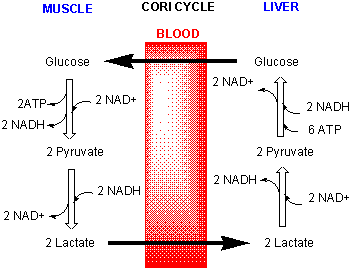 MUSCLE CORI CYCLE LIVER
BLOOD
Glucose Glucose
2ATP 2 NAD+ 2 NAD+ 2 NADH
2 NADH 6 ATP
2 Pyruvate 2 Pyruvate
2 NADH 2 NADH
2 NAD+ 2 NAD+
2 Lactate 2 Lactate